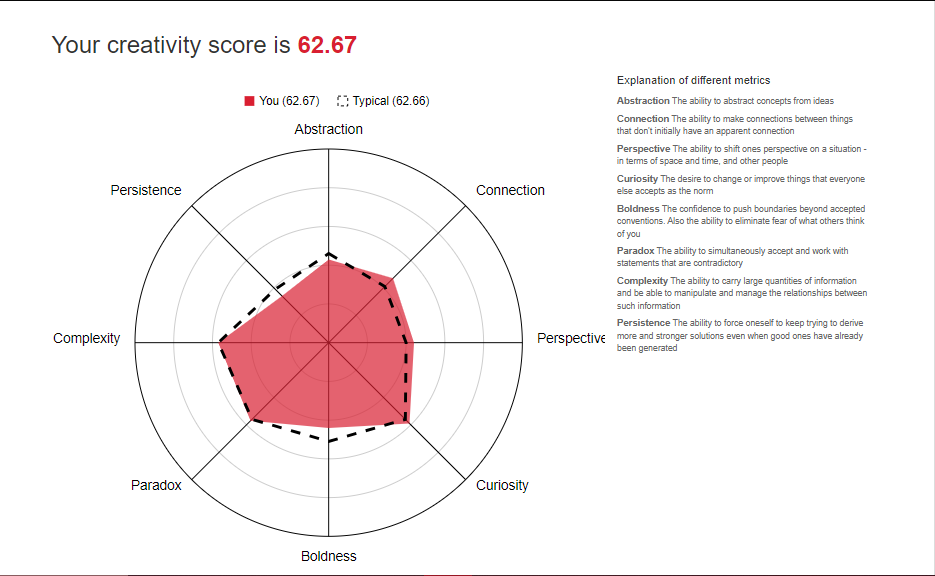 Your creativity score is 62.67
You (62.67) Typical (62.66)
Abstraction
Persistence
Connection
Complexity
Perspective
Paradox
Curiosity
Boldness
Explanation of different metrics
Abstraction The ability to abstract concepts from ideas
Connection The ability to make connections between things
that don't initially have an apparent connection
Perspective The ability to shift ones perspective on a situation -
in terms of space and time, and other people
Curiosity The desire to change or improve things that everyone
else accepts as the norm
Boldness The confidence to push boundaries beyond accepted
conventions. Also the ability to eliminate fear of what others think
of you
Paradox The ability to simultaneously accept and work with
statements that are contradictory
Complexity The ability to carry large quantities of information
and be able to manipulate and manage the relationships between
such information
Persistence The ability to force oneself to keep trying to derive
more and stronger solutions even when good ones have already
been generated